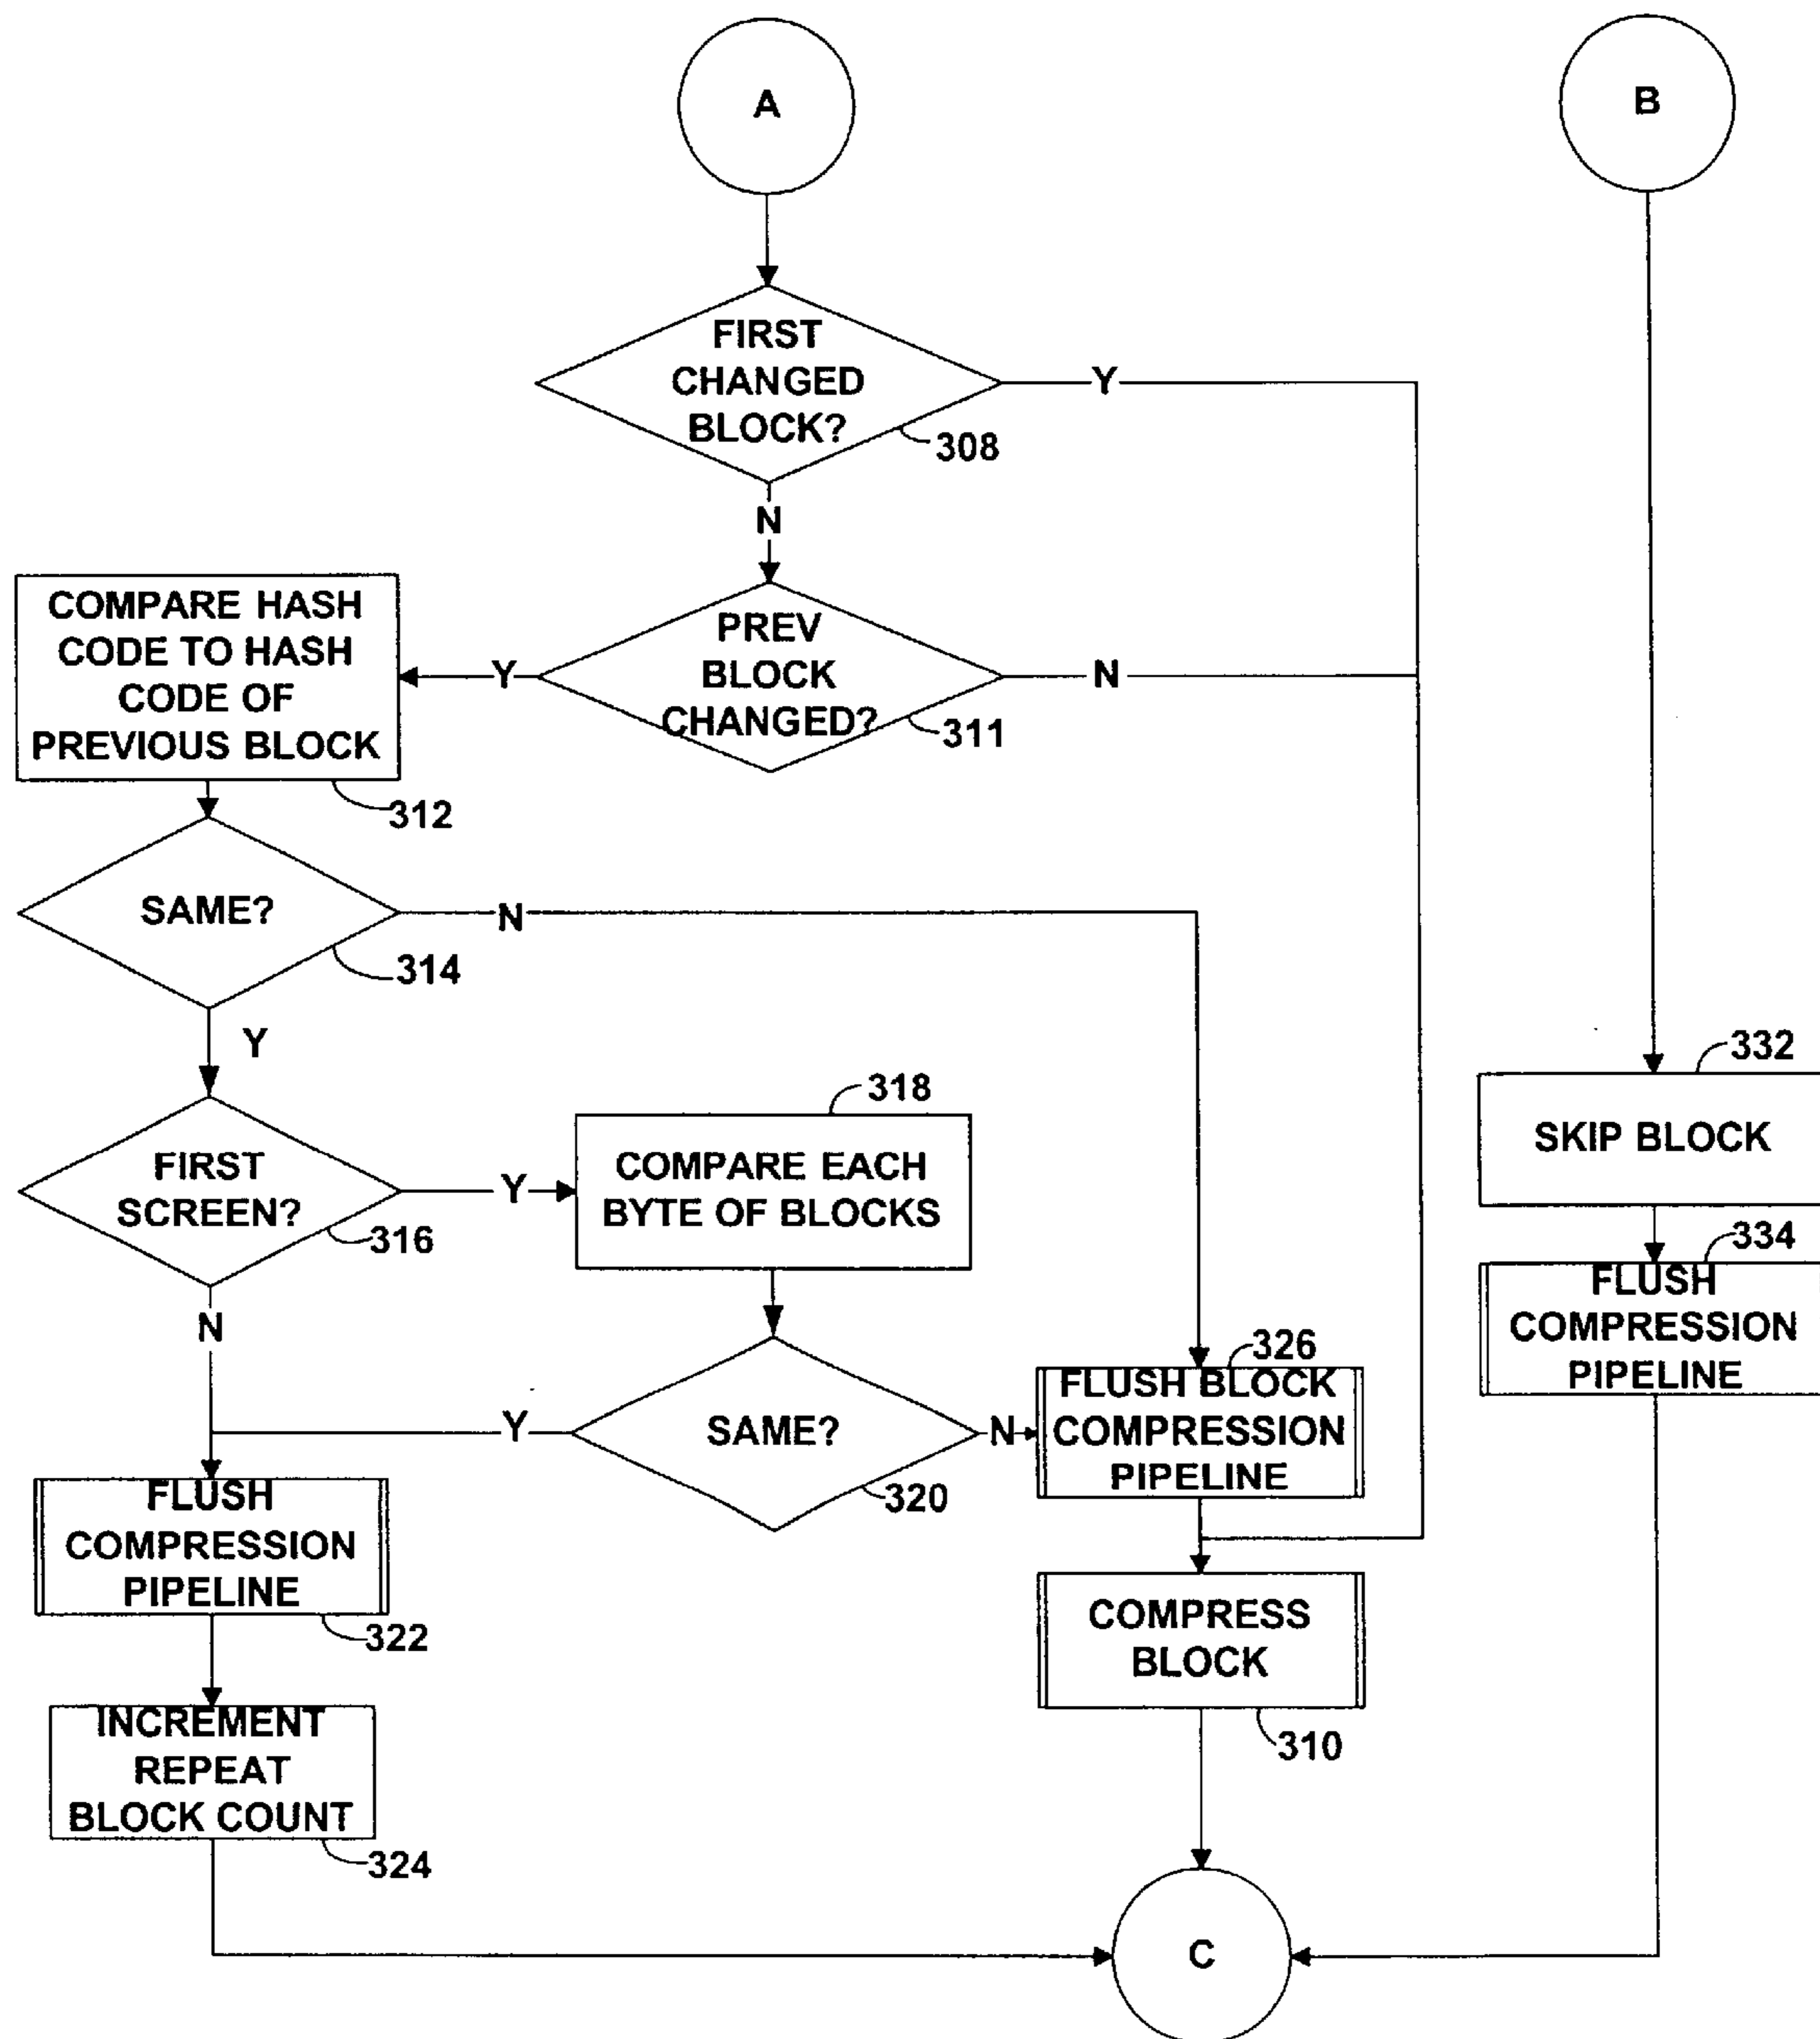 A
B
FIRST
CHANGED
BLOCK?
Y
308
N
COMPARE HASH
CODE TO HASH
CODE OF
PREVIOUS BLOCK
312
Y
PREV
BLOCK
CHANGED?
N
311
SAME?
N
314
Y
332
SKIP BLOCK
318
FIRST
SCREEN?
Y
316
COMPARE EACH
BYTE OF BLOCKS
334
FLUSH
COMPRESSION
PIPELINE
N
Y
SAME?
N
320
326
FLUSH BLOCK
COMPRESSION
PIPELINE
FLUSH
COMPRESSION
PIPELINE
322
COMPRESS
BLOCK
310
INCREMENT
REPEAT
BLOCK COUNT
324
C